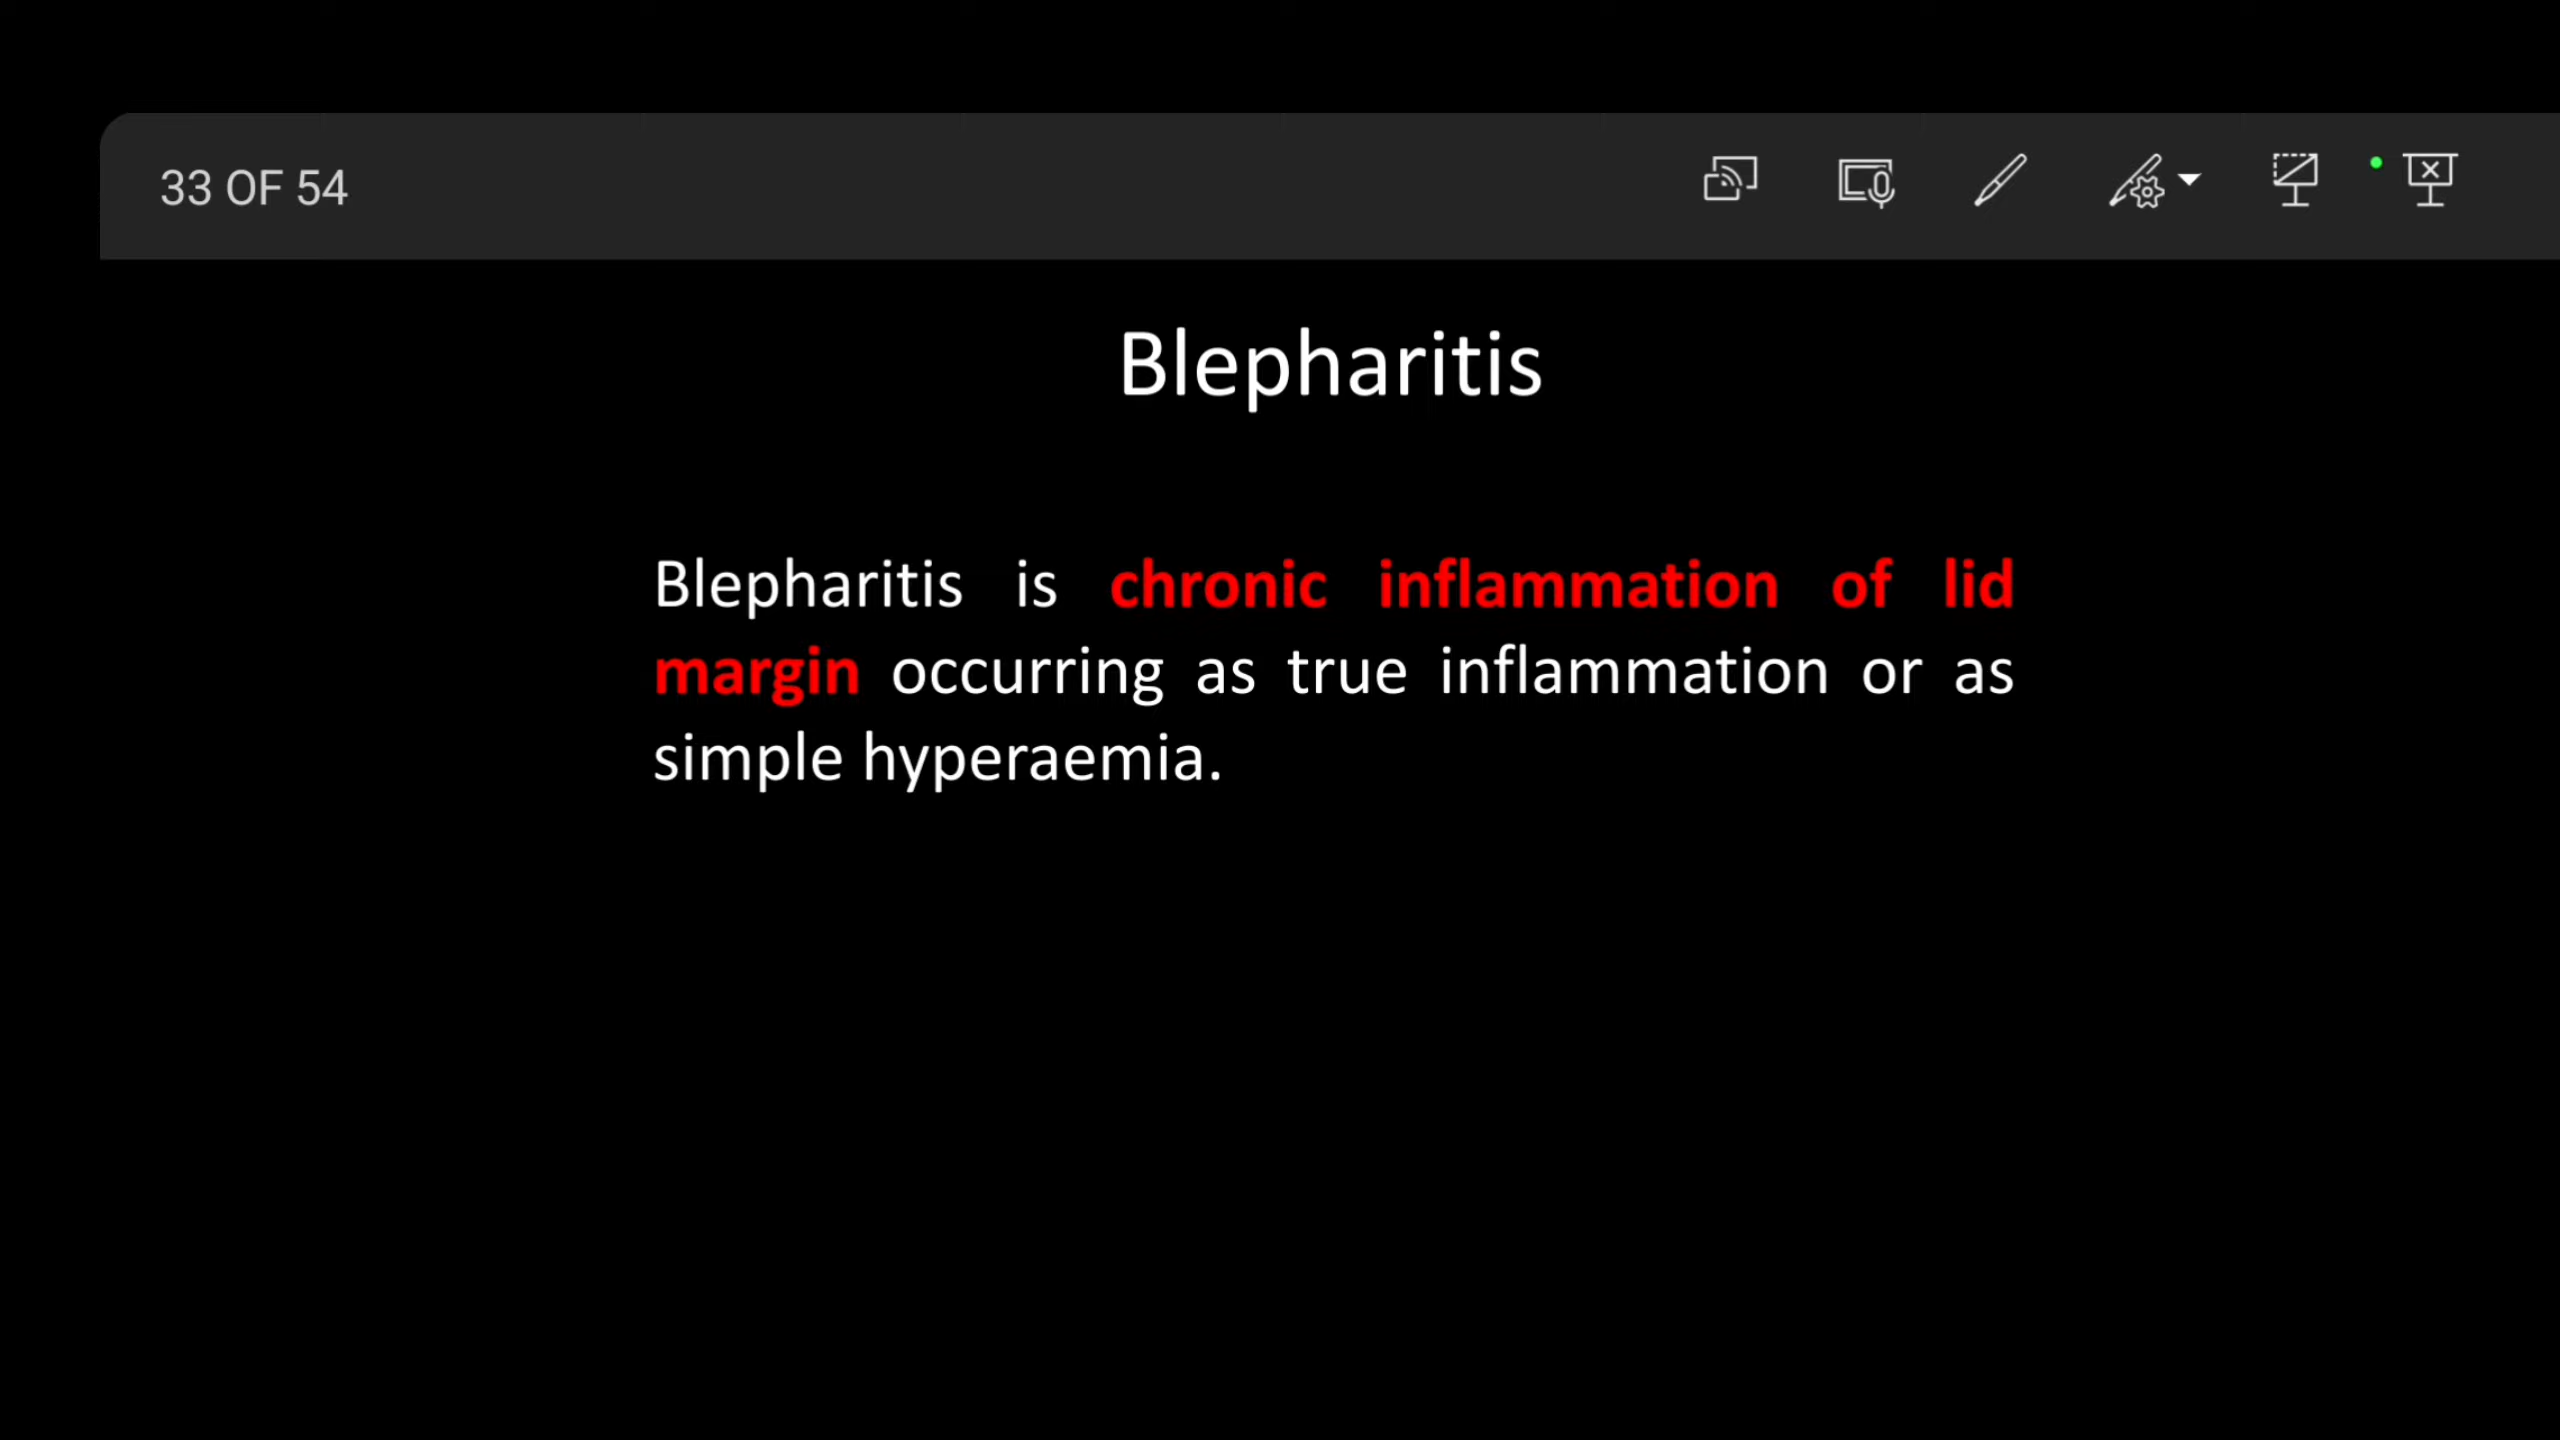 33 OF 54
Blepharitis
Blepharitis is chronic inflammation of lid
margin occurring as true inflammation or as
simple hyperaemia.